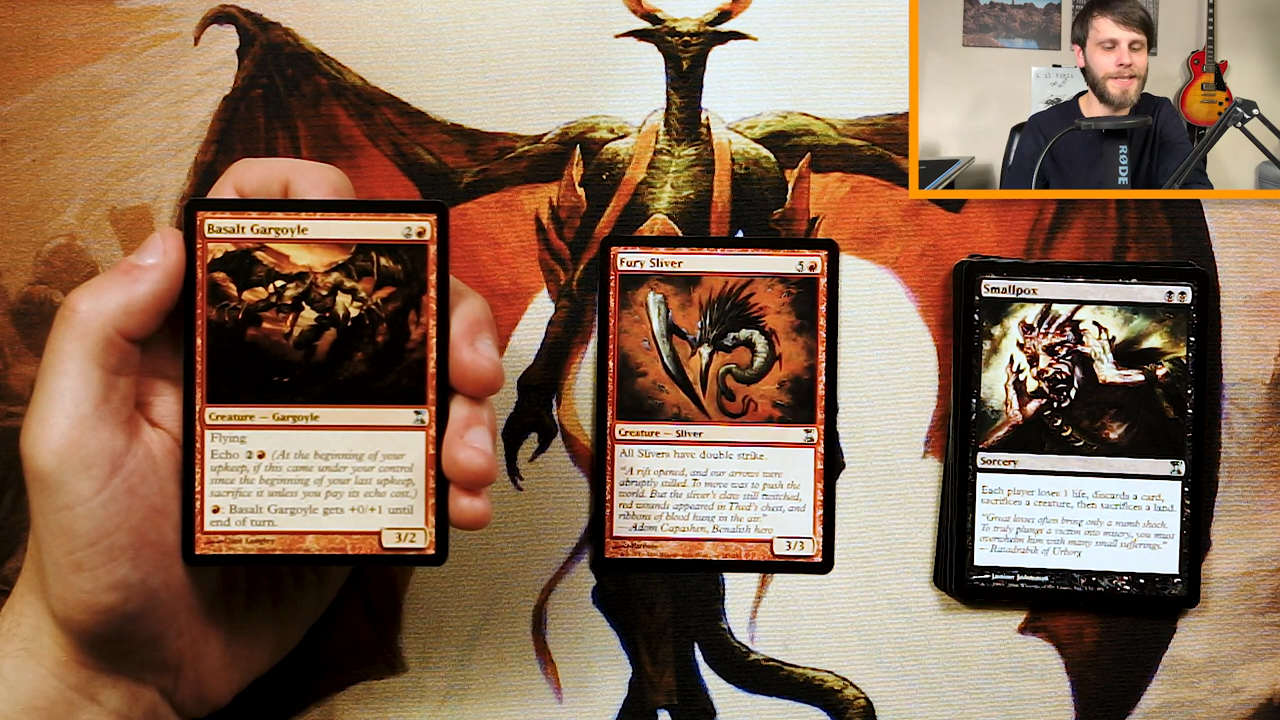 Basalt Gargoyle 2
Creature — Gargoyle
Flying
Echo 2 (At the beginning of your
upkeep, if this came under your control
since the beginning of your last upkeep,
sacrifice it unless you pay its echo cost.)
: Basalt Gargoyle gets +0/+1 until
end of turn.
3/2
Fury Sliver 5
Creature — Sliver
All Slivers have double strike.
"A rift opened, and our arrows were
abruptly stilled. To move was to push the
world. But the sliver's claws still twitched,
red wounds appeared in Thed's chest, and
ribbons of blood hung in the air."
—Adom Capashen, Benalish hero
3/3
Smallpox
Sorcery
Each player loses 1 life, discards a card,
sacrifices a creature, then sacrifices a land.
"Great losses often bring only a numb shock.
To truly plunge a victim into misery, you must
overwhelm him with many small sufferings."
—Ratadrabik of Urborg
RØDE